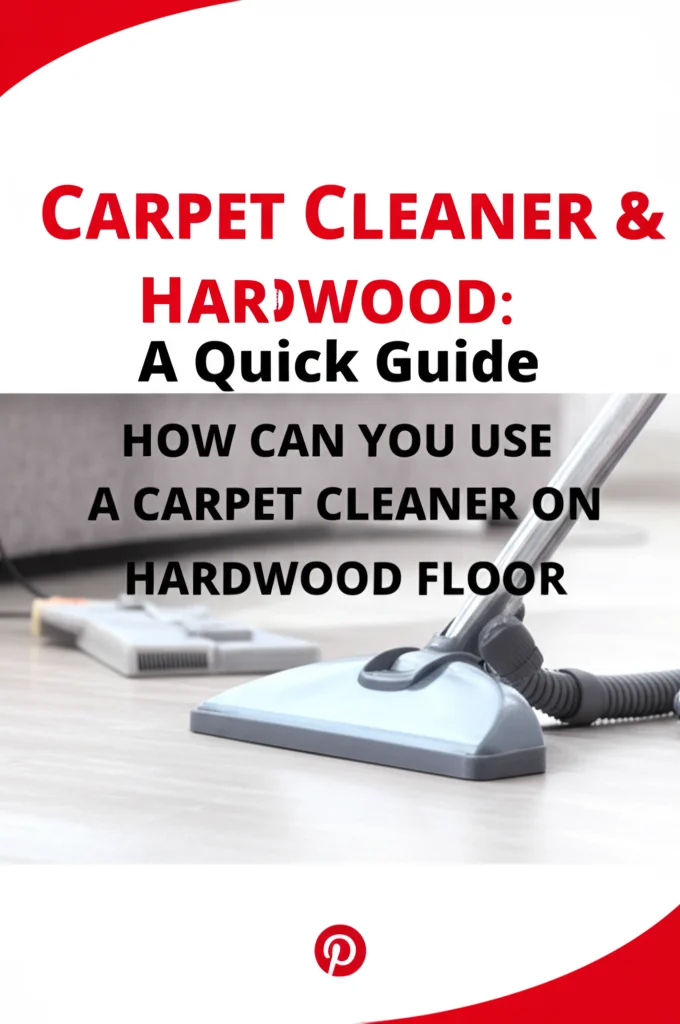 CARPET CLEANER &
HARDWOOD:
A Quick Guide
HOW CAN YOU USE
A CARPET CLEANER ON
HARDWOOD FLOOR